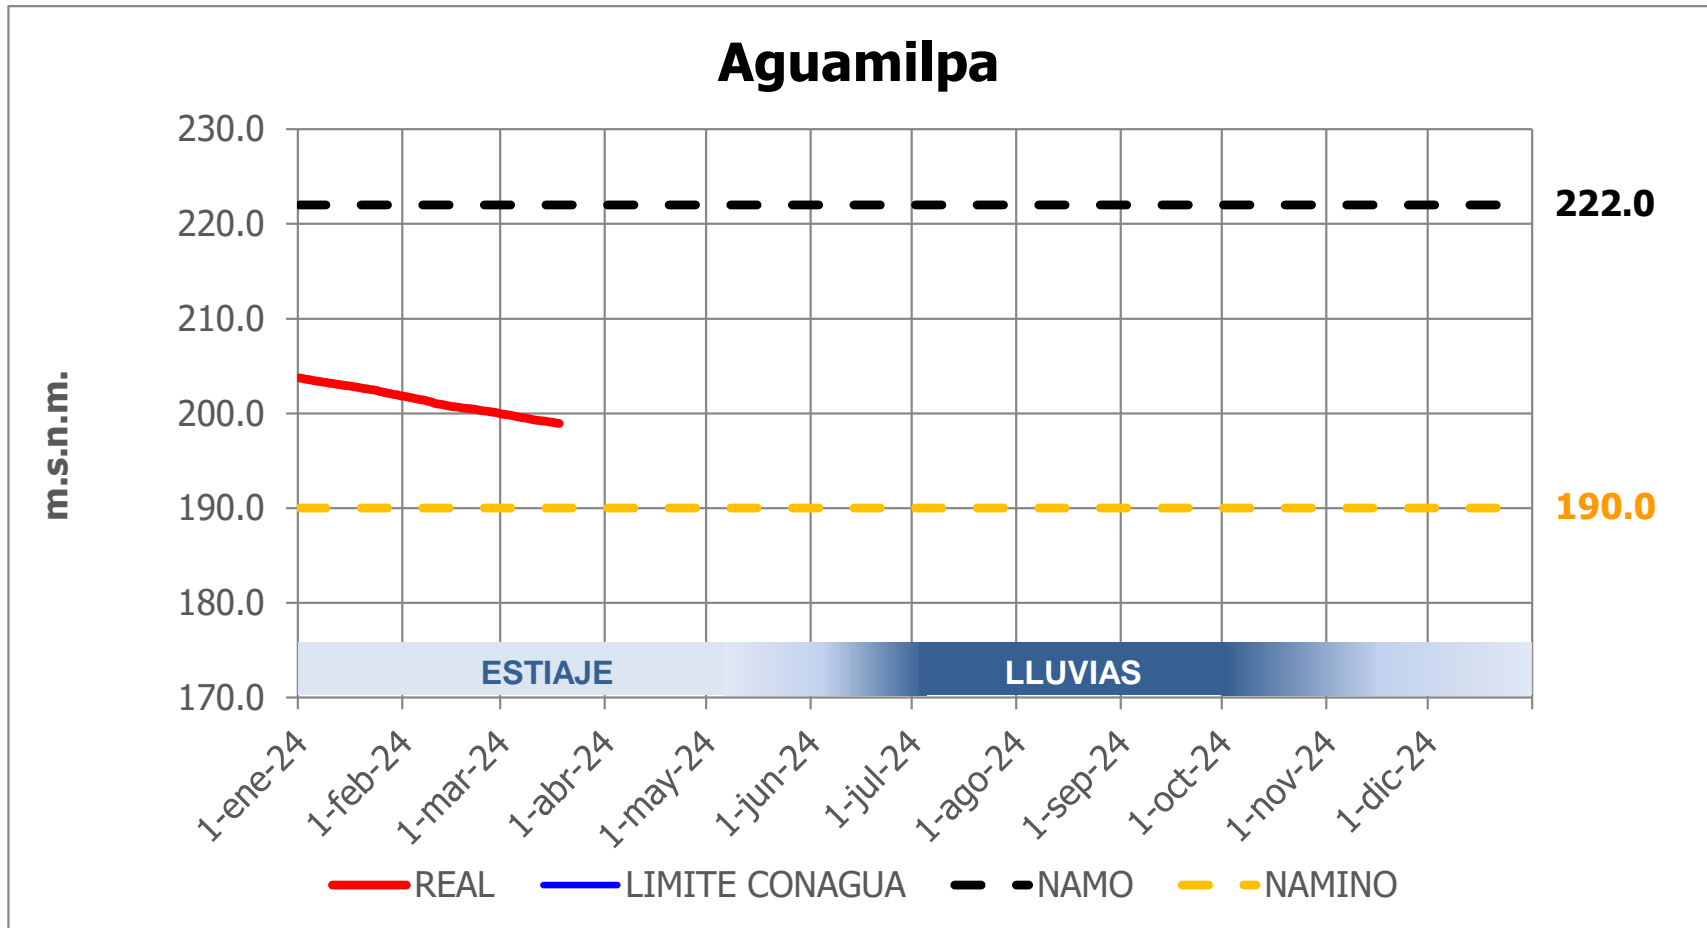 Aguamilpa
230.0
220.0
210.0
200.0
190.0
180.0
170.0
m.s.n.m.
222.0
190.0
ESTIAJE
LLUVIAS
1-ene-24
1-feb-24
1-mar-24
1-abr-24
1-may-24
1-jun-24
1-jul-24
1-ago-24
1-sep-24
1-oct-24
1-nov-24
1-dic-24
REAL
LIMITE CONAGUA
NAMO
NAMINO